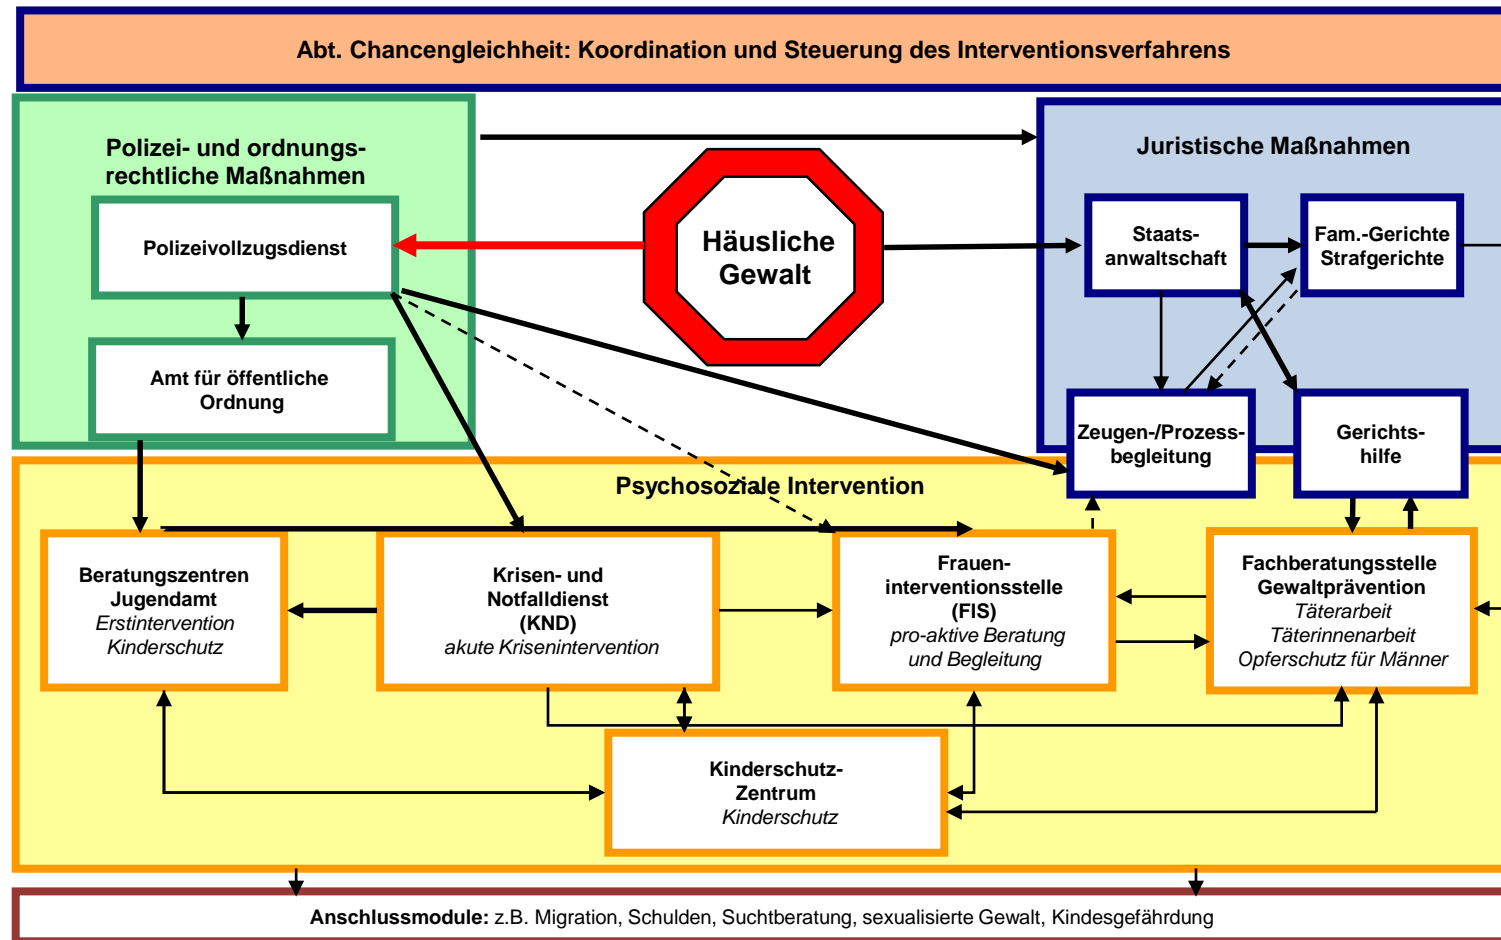 Abt. Chancengleichheit: Koordination und Steuerung des Interventionsverfahrens
Polizei- und ordnungs-
rechtliche Maßnahmen
Polizeivollzugsdienst
Amt für öffentliche
Ordnung
Häusliche
Gewalt
Juristische Maßnahmen
Staats-
anwaltschaft
Fam.-Gerichte
Strafgerichte
Zeugen-/Prozess-
begleitung
Gerichts-
hilfe
Psychosoziale Intervention
Beratungszentren
Jugendamt
Erstintervention
Kinderschutz
Krisen- und
Notfalldienst
(KND)
akute Krisenintervention
Frauen-
interventionsstelle
(FIS)
pro-aktive Beratung
und Begleitung
Fachberatungsstelle
Gewaltprävention
Täterarbeit
Täterinnenarbeit
Opferschutz für Männer
Kinderschutz-
Zentrum
Kinderschutz
Anschlussmodule: z.B. Migration, Schulden, Suchtberatung, sexualisierte Gewalt, Kindesgefährdung